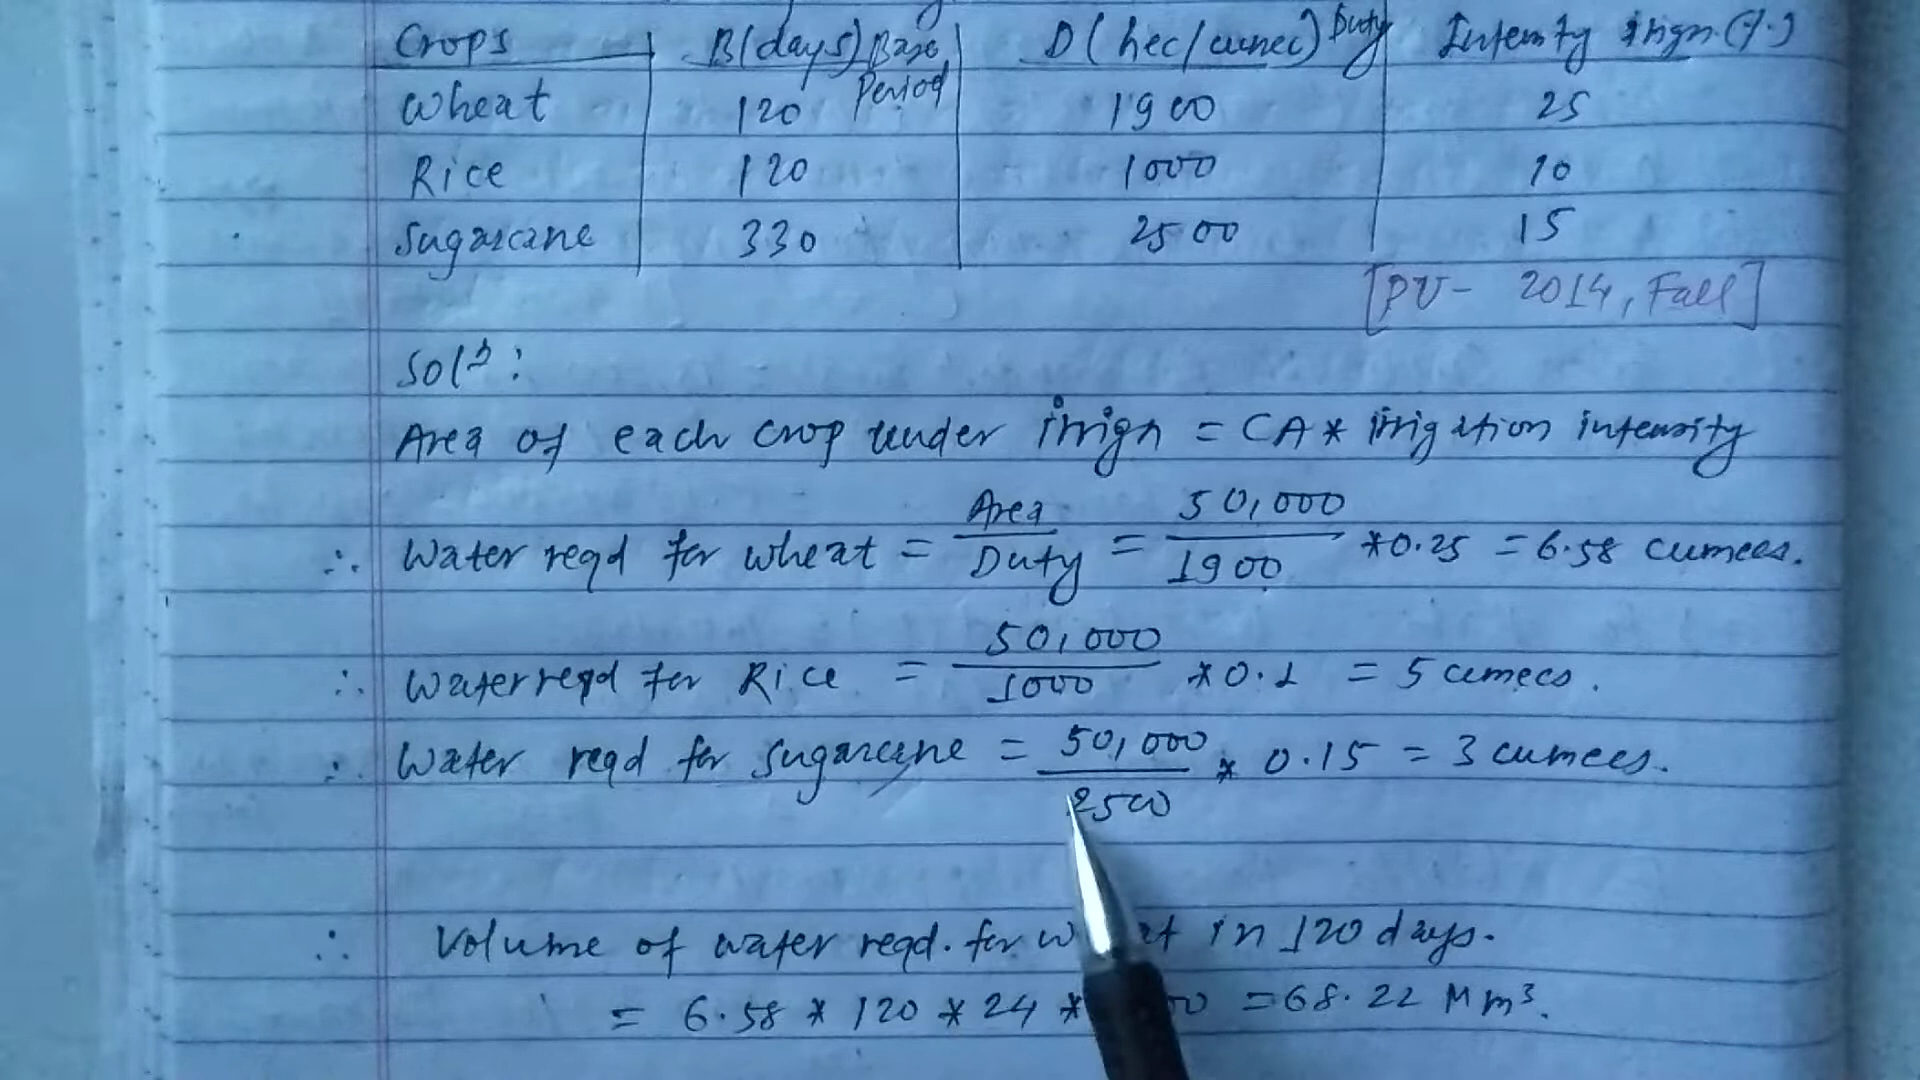 Crops B(days) Base Period D(hec/cumec) Duty Intensity irign.(%)
Wheat 120 1900 25
Rice 120 1000 10
Sugarcane 330 2500 15
[PU- 2014, Fall]
Solⁿ:
Area of each crop under irrign = CA * irrigation intensity
∴ Water reqd for wheat = Area/Duty = 50,000/1900 *0.25 = 6.58 cumecs.
∴ Water reqd for Rice = 50,000/1000 *0.1 = 5 cumecs.
∴ Water reqd for sugarcane = 50,000/2500 * 0.15 = 3 cumecs.
∴ Volume of water reqd. for in 120 days.
= 6.58 * 120 * 24 * = 68.22 Mm³.